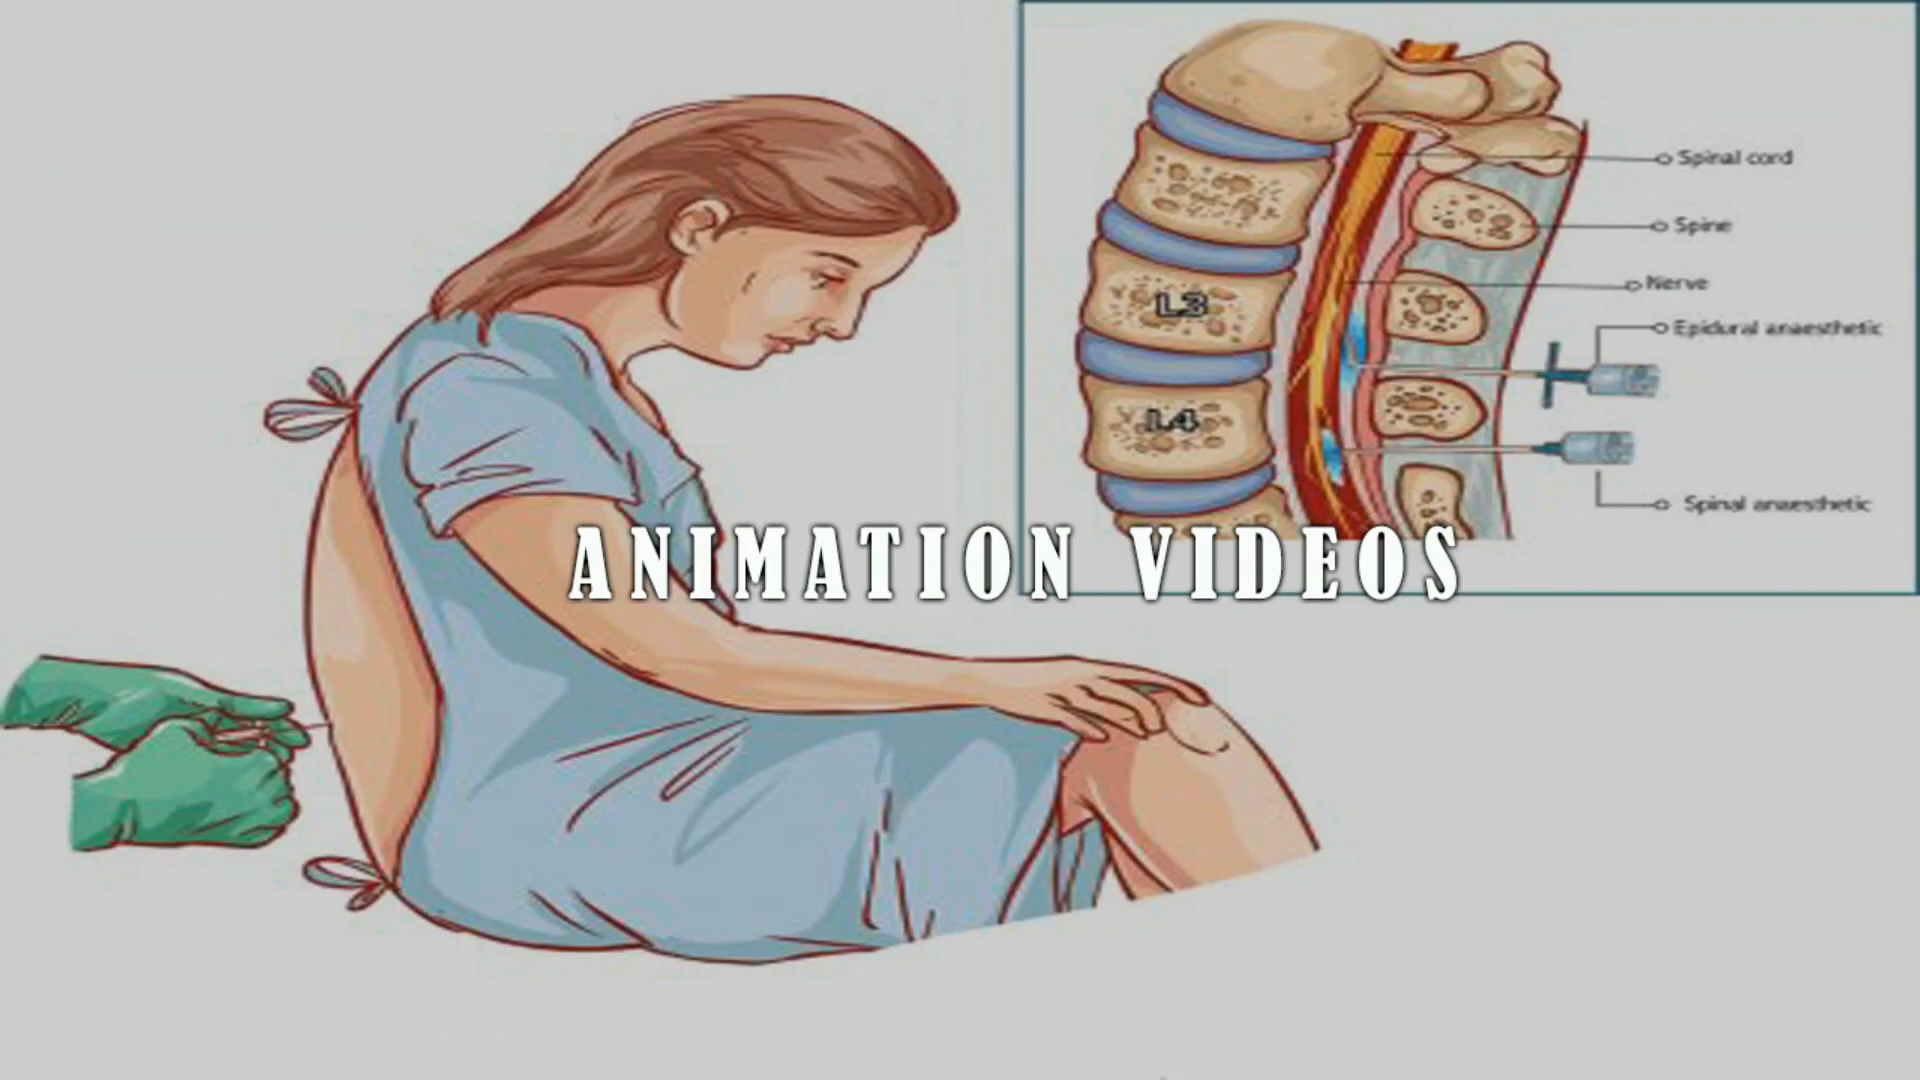 Spinal cord
Spine
Nerve
L3
Epidural anaesthetic
L4
Spinal anaesthetic
ANIMATION VIDEOS